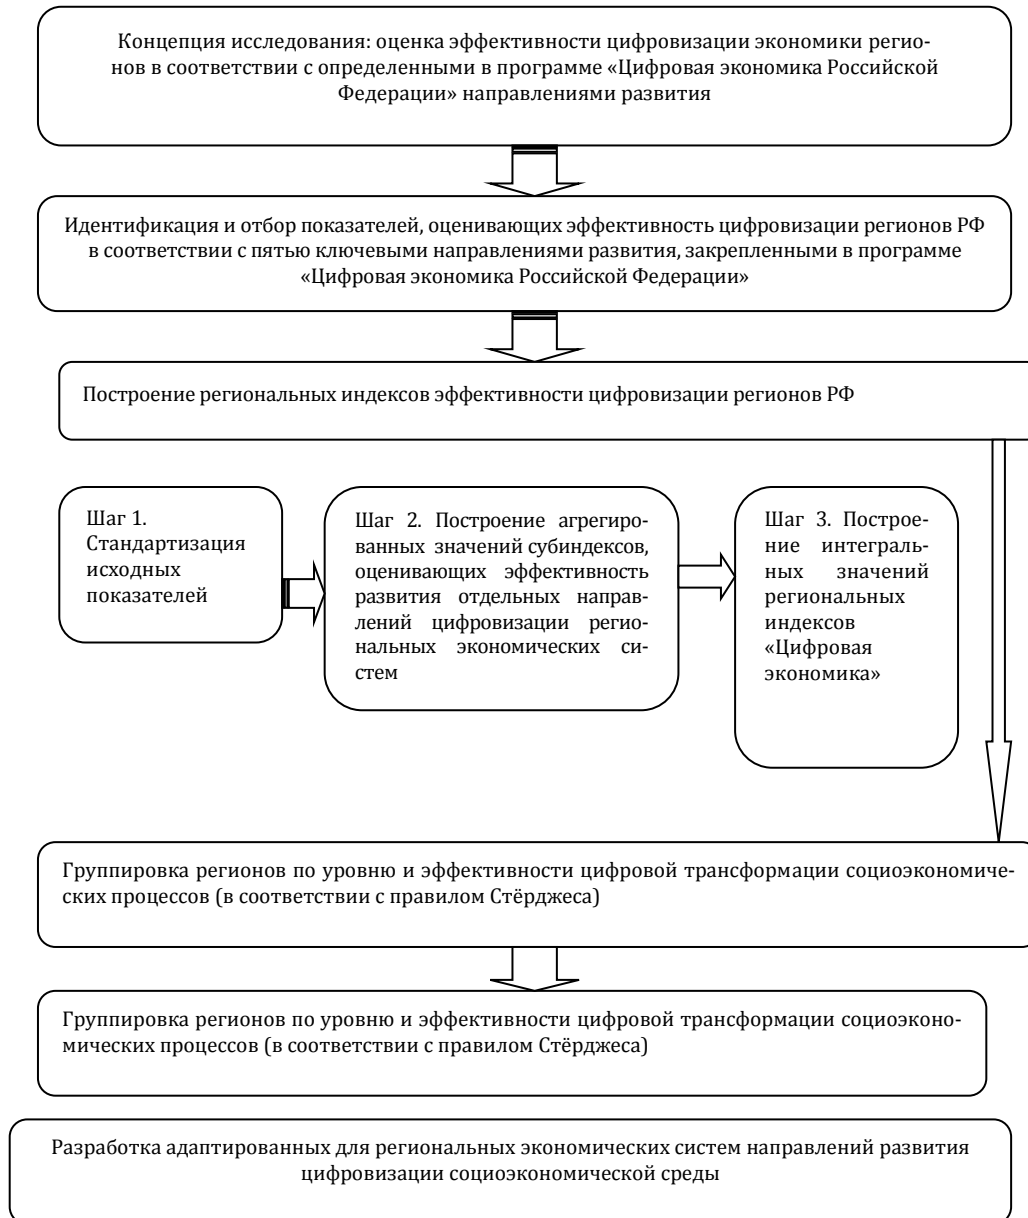 Концепция исследования: оценка эффективности цифровизации экономики регио-
нов в соответствии с определенными в программе «Цифровая экономика Российской
Федерации» направлениями развития
Идентификация и отбор показателей, оценивающих эффективность цифровизации регионов РФ
в соответствии с пятью ключевыми направлениями развития, закрепленными в программе
«Цифровая экономика Российской Федерации»
Построение региональных индексов эффективности цифровизации регионов РФ
Шаг 1.
Стандартизация
исходных
показателей
Шаг 2. Построение агрегиро-
ванных значений субиндексов,
оценивающих эффективность
развития отдельных направ-
лений цифровизации регио-
нальных экономических си-
стем
Шаг 3. Построе-
ние интеграль-
ных значений
региональных
индексов
«Цифровая
экономика»
Группировка регионов по уровню и эффективности цифровой трансформации социоэкономиче-
ских процессов (в соответствии с правилом Стёрджеса)
Группировка регионов по уровню и эффективности цифровой трансформации социоэконо-
мических процессов (в соответствии с правилом Стёрджеса)
Разработка адаптированных для региональных экономических систем направлений развития
цифровизации социоэкономической среды